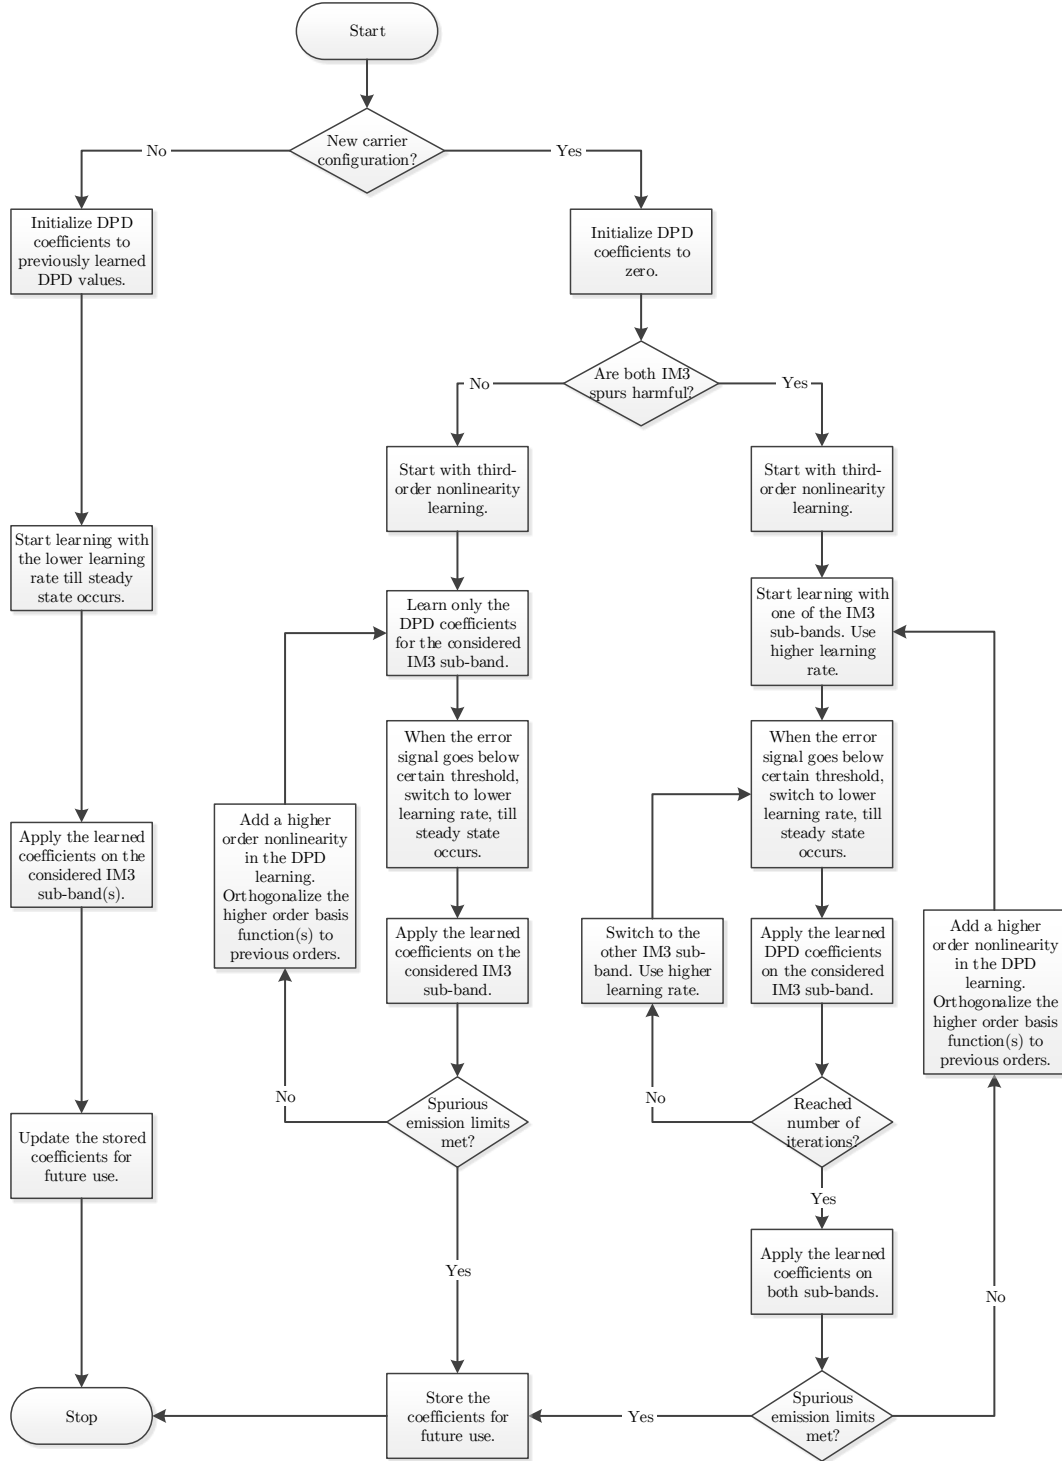 Start
New carrier
configuration?
No
Yes
Initialize DPD
coefficients to
previously learned
DPD values.
Initialize DPD
coefficients to
zero.
Are both IM3
spurs harmful?
No
Yes
Start with third-
order nonlinearity
learning.
Start with third-
order nonlinearity
learning.
Start learning with
the lower learning
rate till steady
state occurs.
Learn only the
DPD coefficients
for the considered
IM3 sub-band.
Start learning with
one of the IM3
sub-bands. Use
higher learning
rate.
When the error
signal goes below
certain threshold,
switch to lower
learning rate, till
steady state
occurs.
When the error
signal goes below
certain threshold,
switch to lower
learning rate, till
steady state
occurs.
Apply the learned
coefficients on the
considered IM3
sub-band(s).
Add a higher
order nonlinearity
in the DPD
learning.
Orthogonalize the
higher order basis
function(s) to
previous orders.
Apply the learned
coefficients on the
considered IM3
sub-band.
Switch to the
other IM3 sub-
band. Use higher
learning rate.
Apply the learned
DPD coefficients
on the considered
IM3 sub-band.
Add a higher
order nonlinearity
in the DPD
learning.
Orthogonalize the
higher order basis
function(s) to
previous orders.
No
Spurious
emission limits
met?
No
Reached
number of
iterations?
Update the stored
coefficients for
future use.
Yes
Yes
Apply the learned
coefficients on
both sub-bands.
No
Stop
Store the
coefficients for
future use.
Yes
Spurious
emission limits
met?